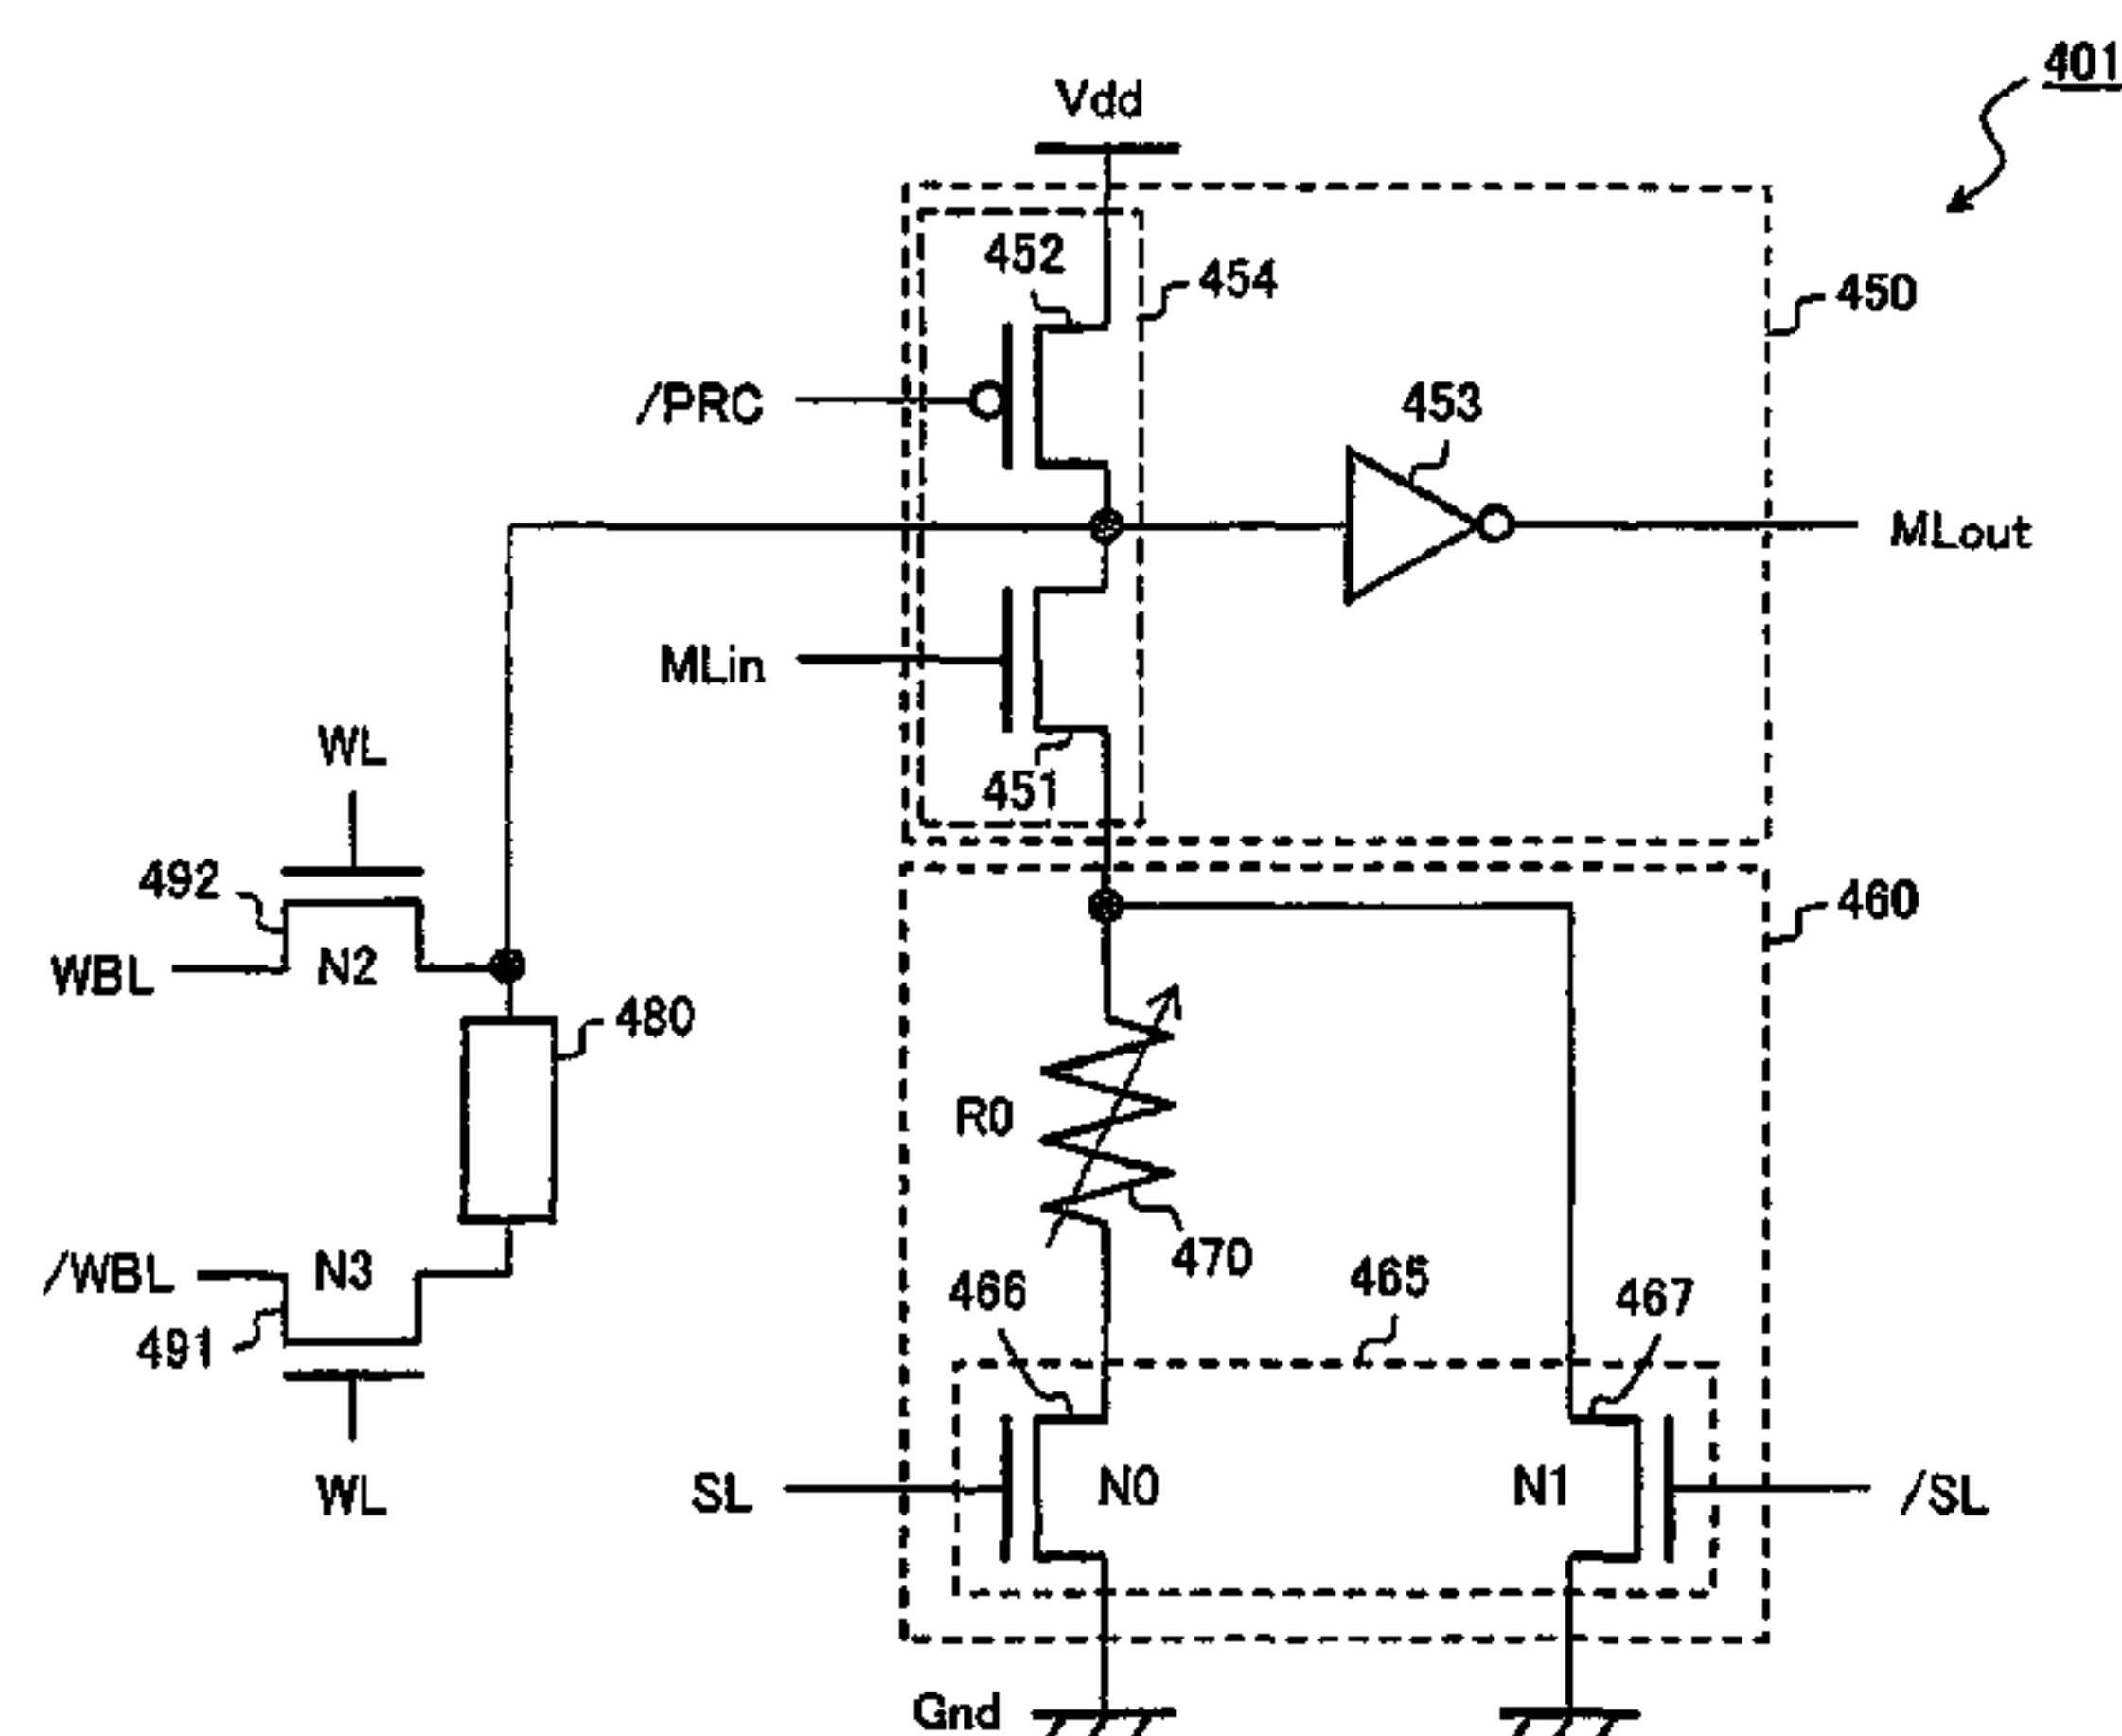 401
Vdd
452
454
450
/PRC
453
MLout
MLin
451
WL
492
WBL
N2
460
480
R0
470
/WBL
N3
491
WL
466
465
467
SL
N0
N1
/SL
Gnd